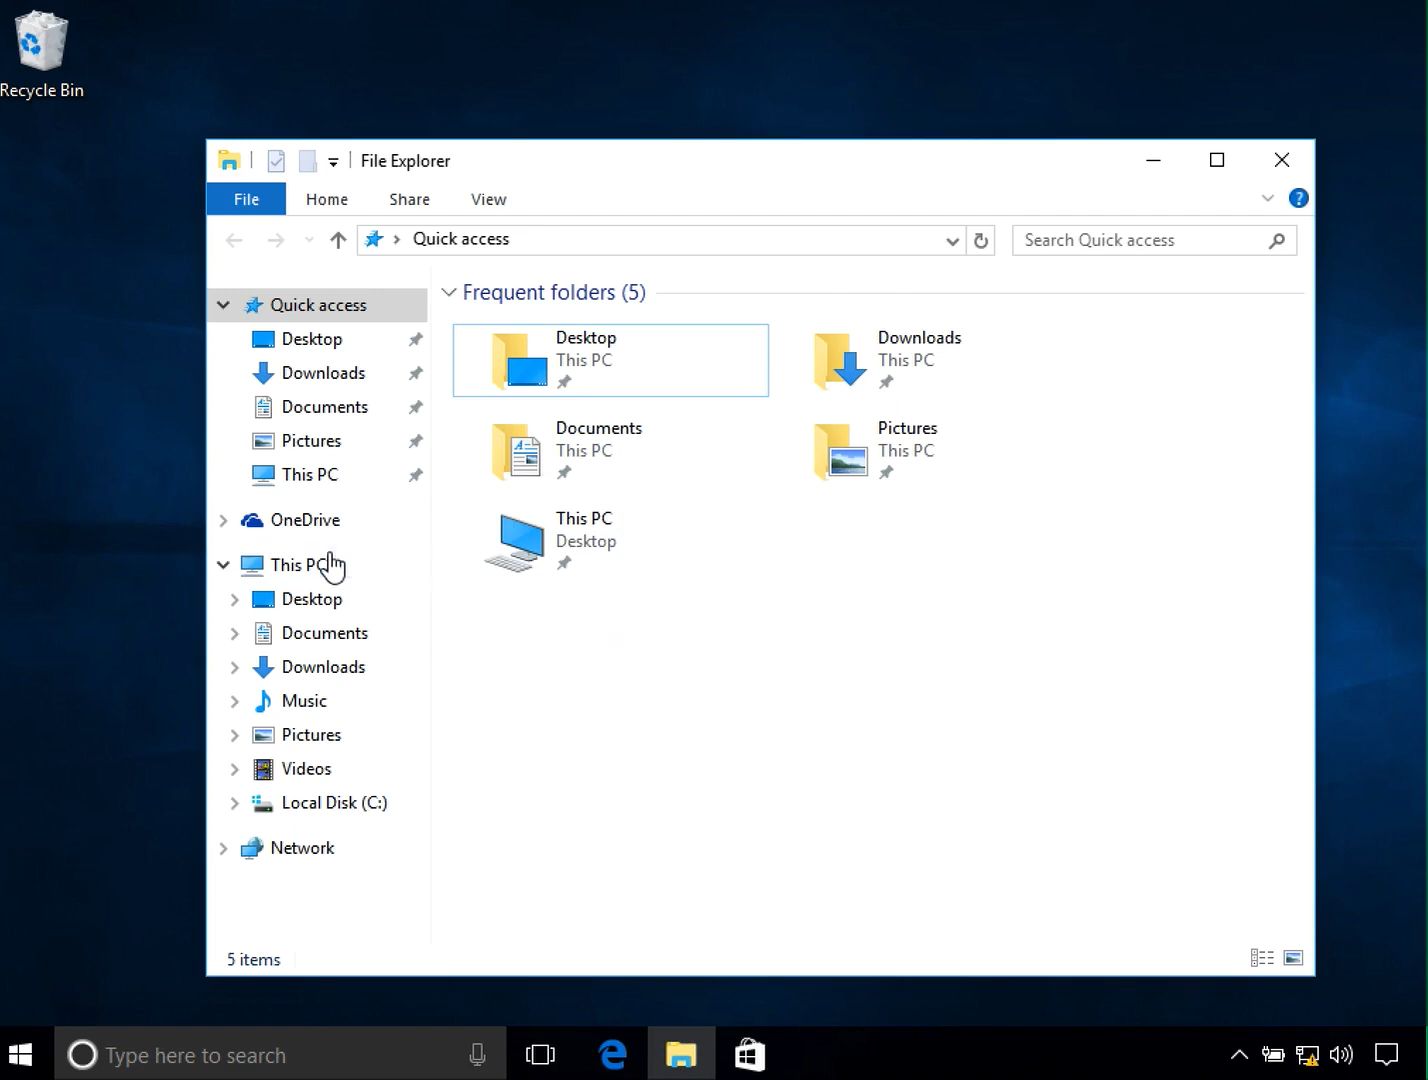 Recycle Bin
File Explorer
File Home Share View
Quick access
Search Quick access
Quick access
Desktop
Downloads
Documents
Pictures
This PC
OneDrive
This PC
Desktop
Documents
Downloads
Music
Pictures
Videos
Local Disk (C:)
Network
Frequent folders (5)
Desktop
This PC
Downloads
This PC
Documents
This PC
Pictures
This PC
This PC
Desktop
5 items
Type here to search